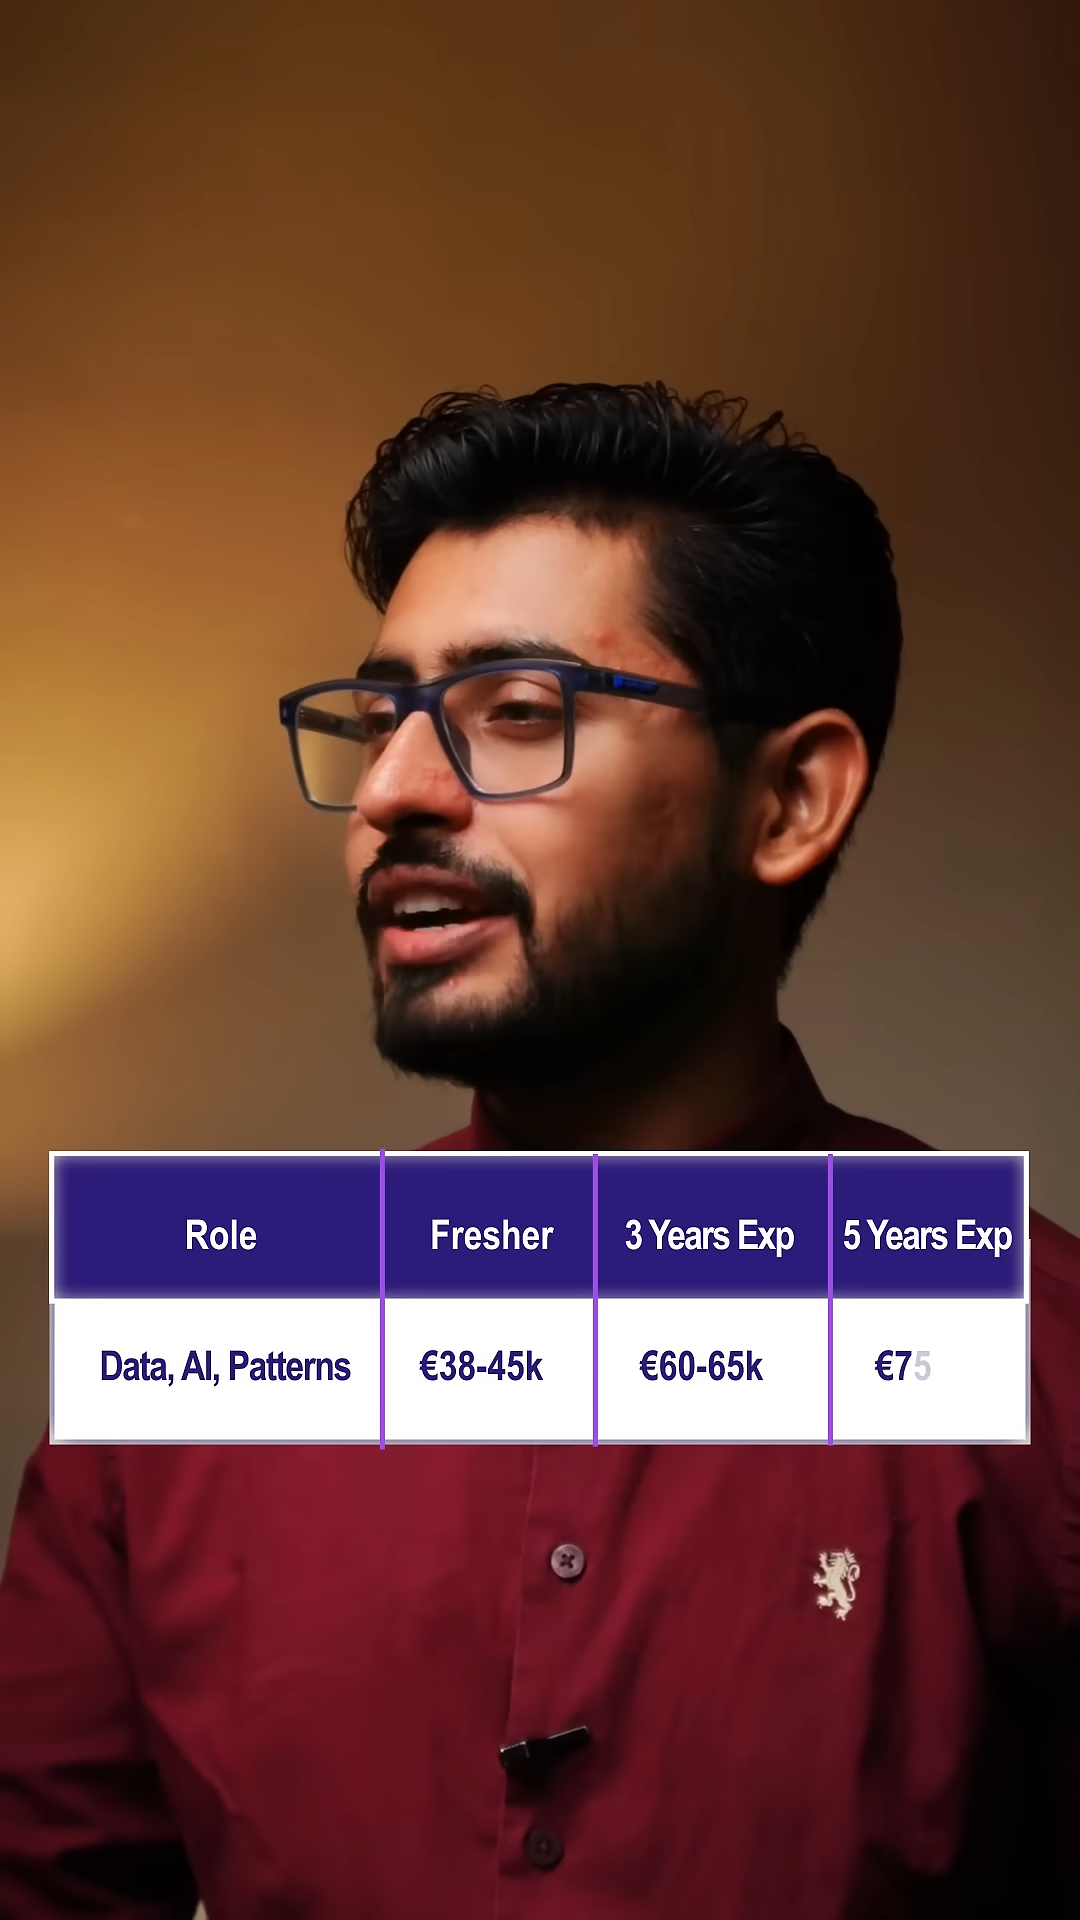 Role Fresher 3 Years Exp 5 Years Exp
Data, AI, Patterns €38-45k €60-65k €75